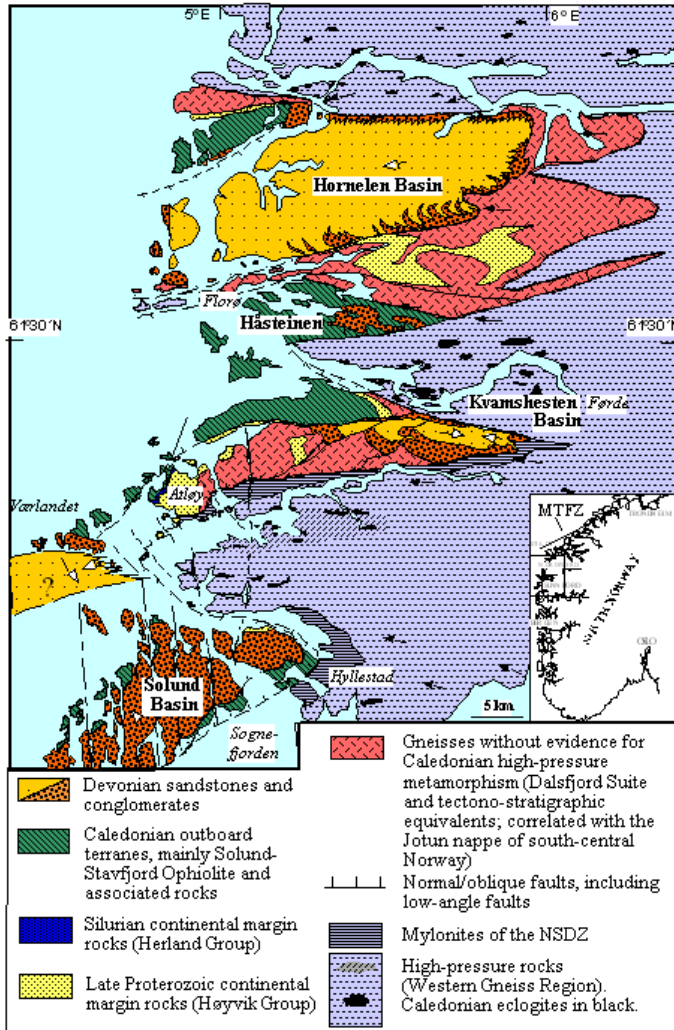 5° E
6° E
Hornelen Basin
Florø
61°30'N
Håsteinen
61°30'N
Kvamshesten
Basin
Førde
Atløy
Værlandet
?
MTFZ
Solund
Basin
Hyllestad
Sogne-
fjorden
5 km
Devonian sandstones and
conglomerates
Caledonian outboard
terranes, mainly Solund-
Stavfjord Ophiolite and
associated rocks
Silurian continental margin
rocks (Herland Group)
Late Proterozoic continental
margin rocks (Høyvik Group)
Gneisses without evidence for
Caledonian high-pressure
metamorphism (Dalsfjord Suite
and tectono-stratigraphic
equivalents; correlated with the
Jotun nappe of south-central
Norway)
Normal/oblique faults, including
low-angle faults
Mylonites of the NSDZ
High-pressure rocks
(Western Gneiss Region).
Caledonian eclogites in black.